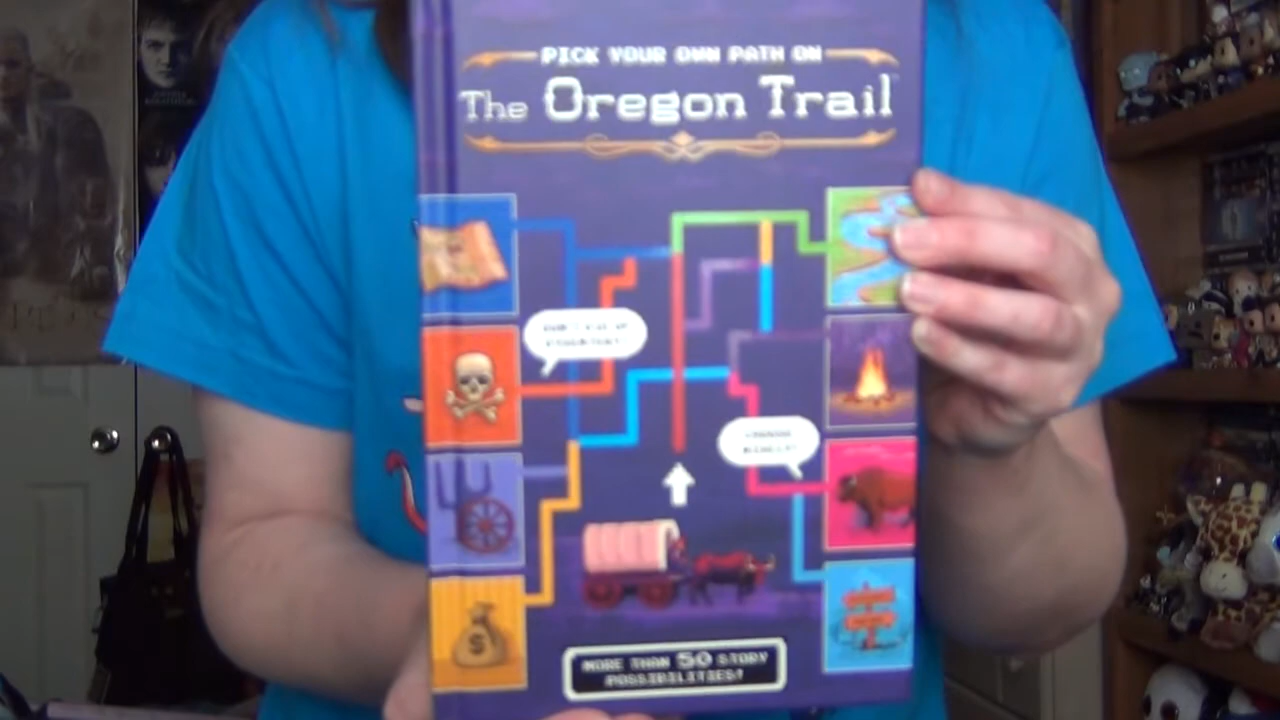 PICK YOUR OWN PATH ON
The Oregon Trail
MORE THAN 50 STORY
POSSIBILITIES!